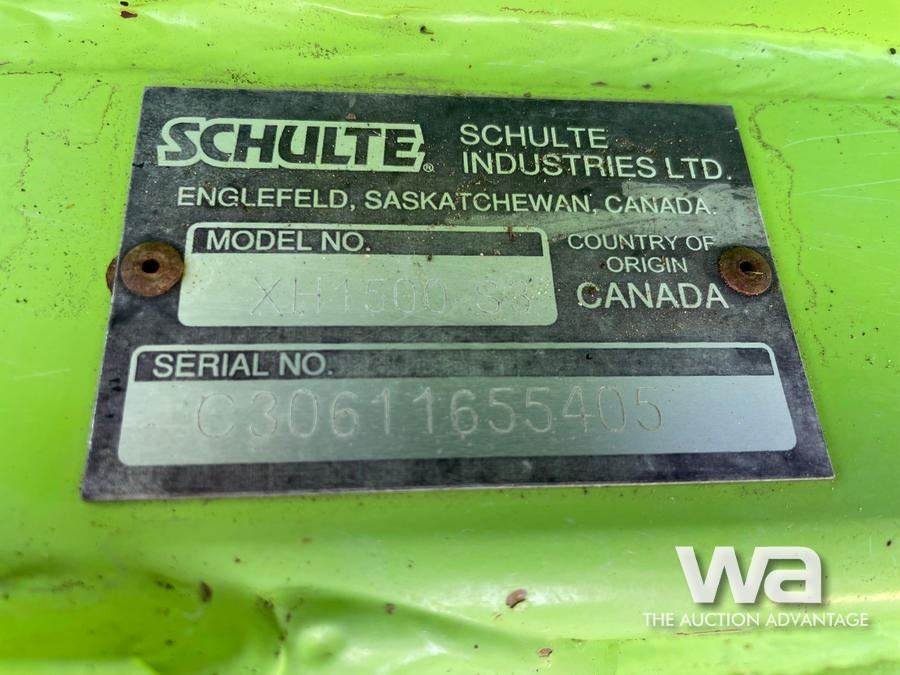 SCHULTE® SCHULTE INDUSTRIES LTD.
ENGLEFELD, SASKATCHEWAN, CANADA.
MODEL NO.
XH1500 S3
COUNTRY OF
ORIGIN
CANADA
SERIAL NO.
C30611655405
wa
THE AUCTION ADVANTAGE